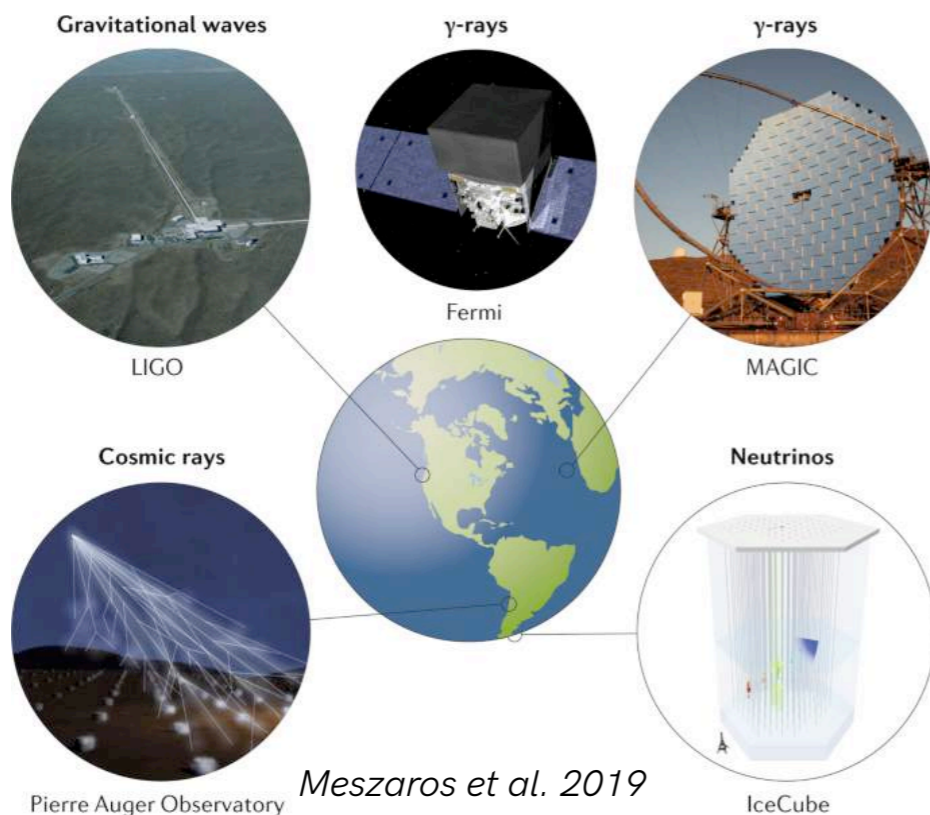 Gravitational waves
γ-rays
γ-rays
LIGO
Fermi
MAGIC
Cosmic rays
Neutrinos
Pierre Auger Observatory
Meszaros et al. 2019
IceCube